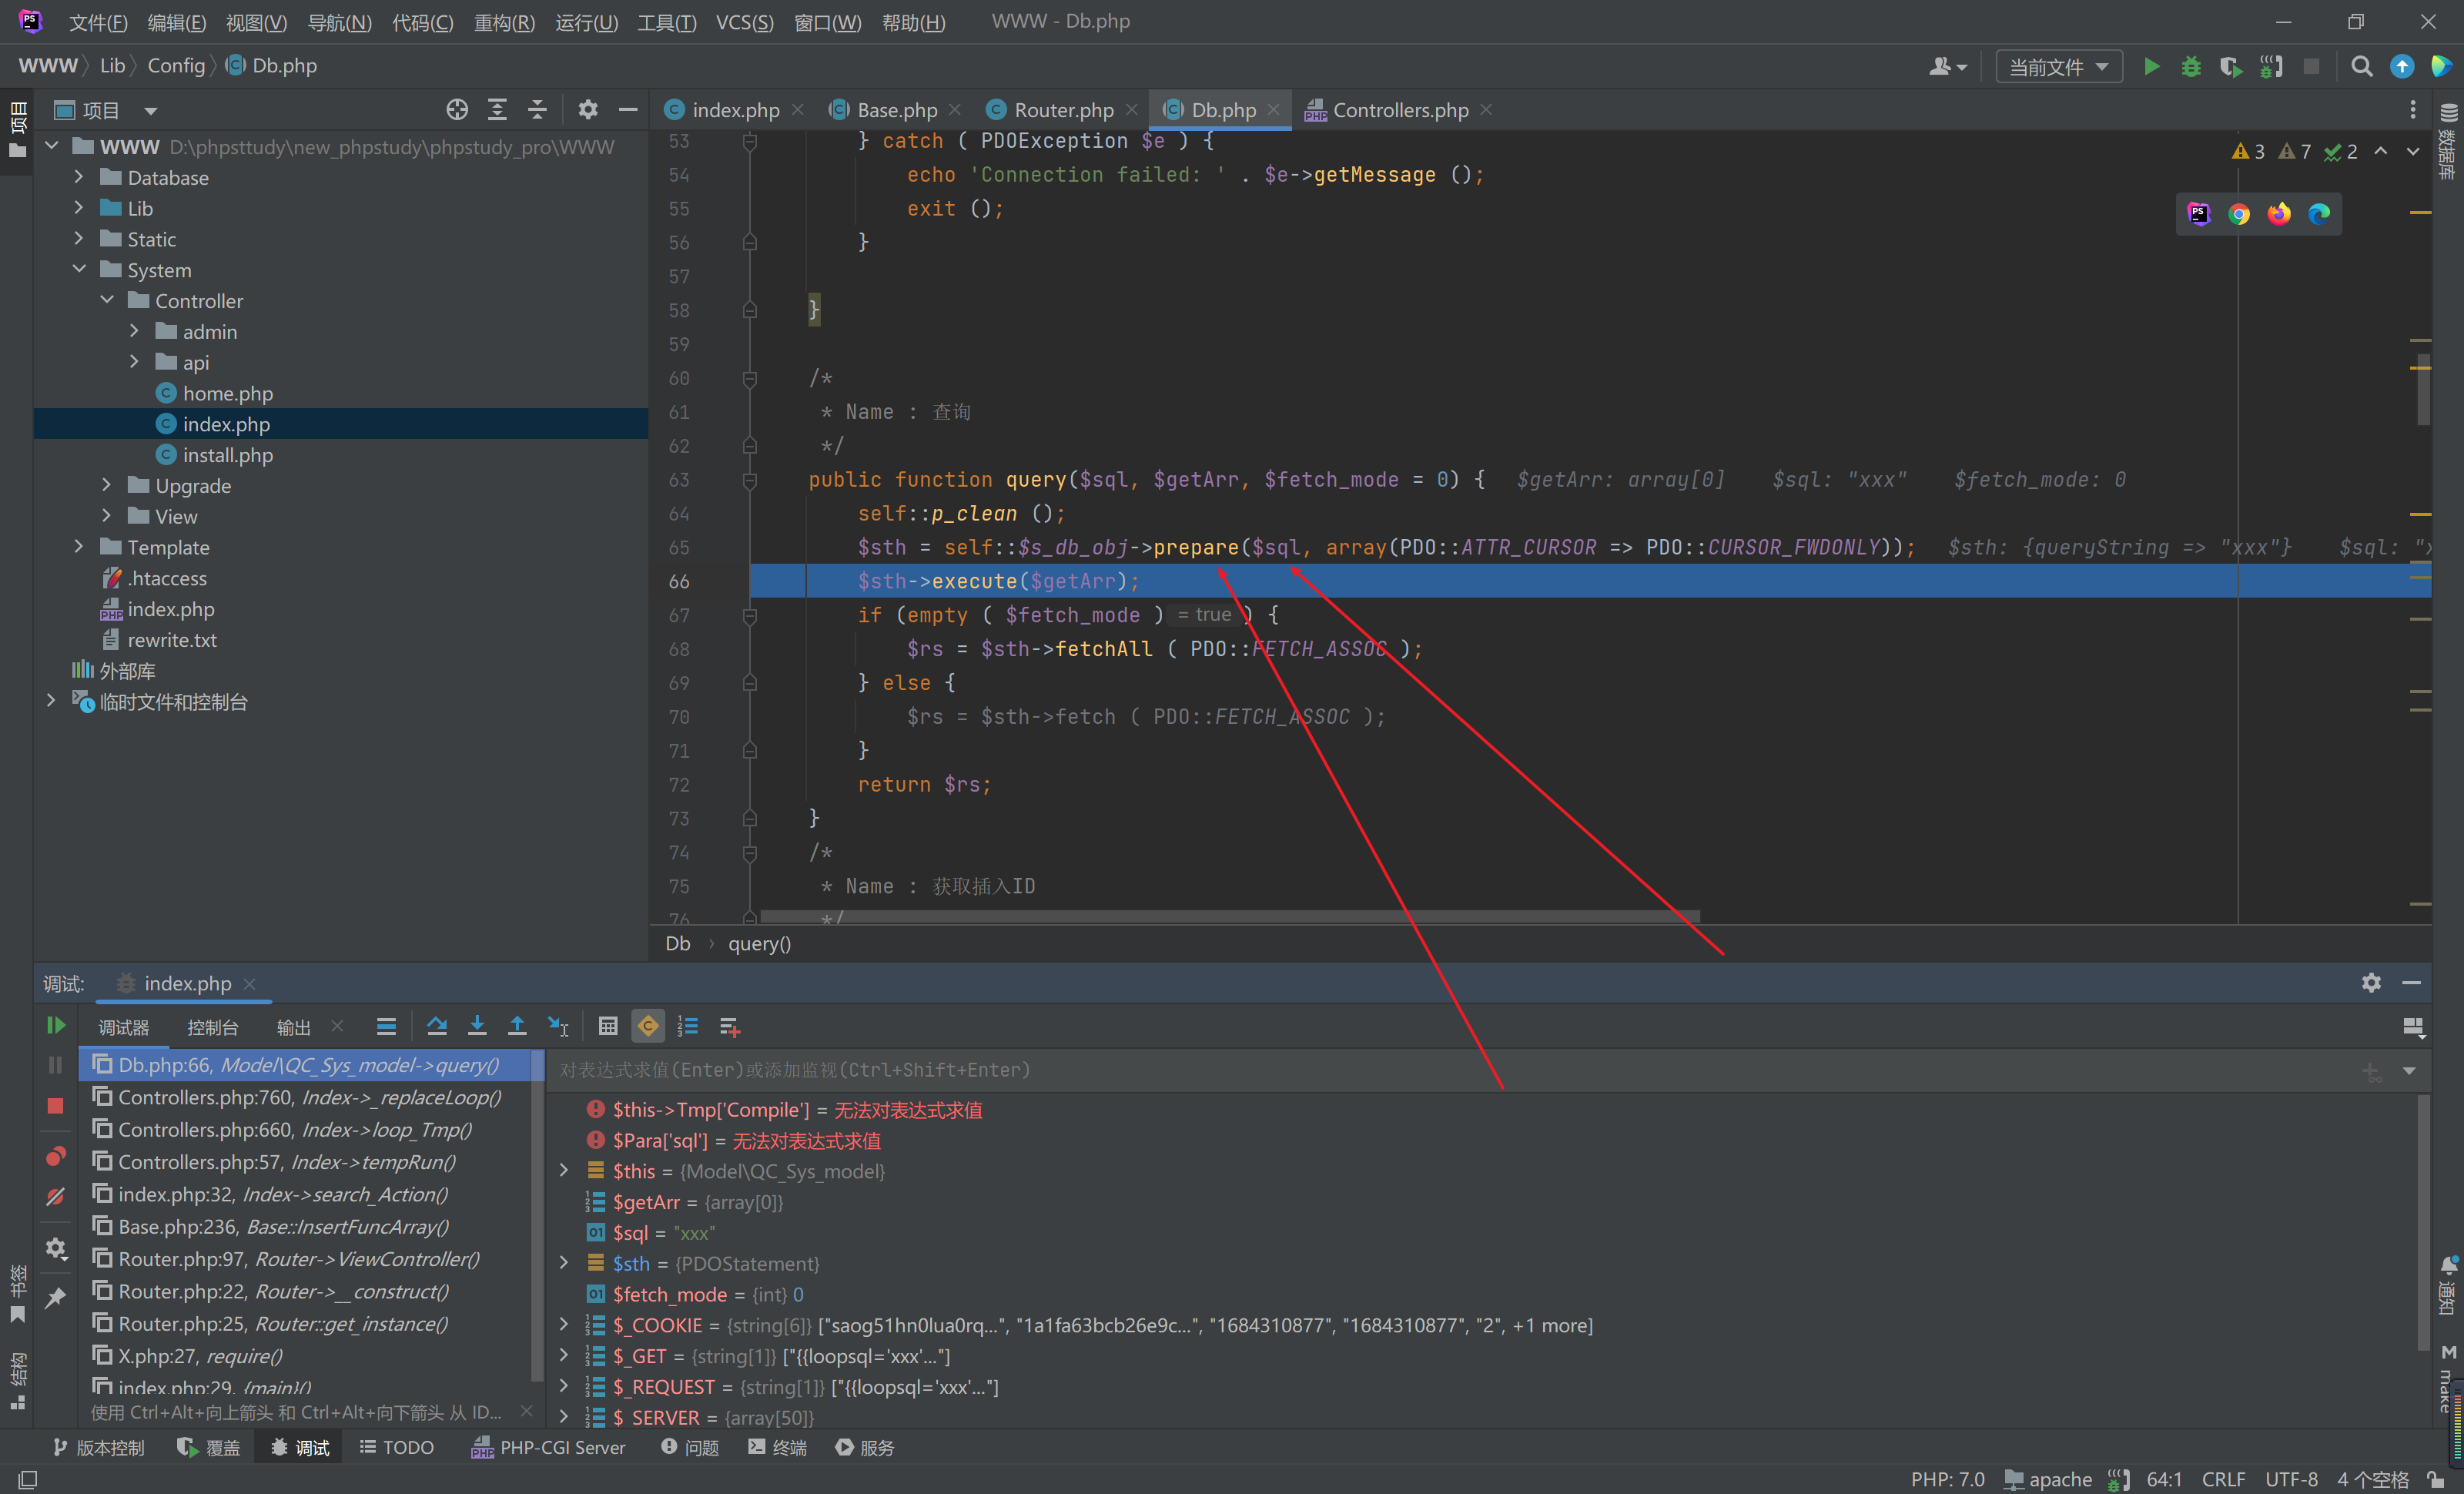 文件(F) 编辑(E) 视图(V) 导航(N) 代码(C) 重构(R) 运行(U) 工具(T) VCS(S) 窗口(W) 帮助(H) WWW - Db.php
WWW Lib Config Db.php 当前文件
项目
项目
index.php Base.php Router.php Db.php Controllers.php
数据库
WWW D:\phpsttudy\new_phpstudy\phpstudy_pro\WWW
Database
Lib
Static
System
Controller
admin
api
home.php
index.php
install.php
Upgrade
View
Template
.htaccess
index.php
rewrite.txt
外部库
临时文件和控制台
3 7 2
53 } catch ( PDOException $e ) {
54 echo 'Connection failed: ' . $e->getMessage ();
55 exit ();
56 }
57
58 }
59
60 /*
61 * Name : 查询
62 */
63 public function query($sql, $getArr, $fetch_mode = 0) { $getArr: array[0] $sql: "xxx" $fetch_mode: 0
64 self::p_clean ();
65 $sth = self::$s_db_obj->prepare($sql, array(PDO::ATTR_CURSOR => PDO::CURSOR_FWDONLY)); $sth: {queryString => "xxx"} $sql: "x
66 $sth->execute($getArr);
67 if (empty ( $fetch_mode ) = true ) {
68 $rs = $sth->fetchAll ( PDO::FETCH_ASSOC );
69 } else {
70 $rs = $sth->fetch ( PDO::FETCH_ASSOC );
71 }
72 return $rs;
73 }
74 /*
75 * Name : 获取插入ID
76 */
Db › query()
调试: index.php
调试器 控制台 输出
Db.php:66, Model\QC_Sys_model->query()
Controllers.php:760, Index->_replaceLoop()
Controllers.php:660, Index->loop_Tmp()
Controllers.php:57, Index->tempRun()
index.php:32, Index->search_Action()
Base.php:236, Base::InsertFuncArray()
Router.php:97, Router->ViewController()
Router.php:22, Router->__construct()
Router.php:25, Router::get_instance()
X.php:27, require()
index.php:29, {main}()
使用 Ctrl+Alt+向上箭头 和 Ctrl+Alt+向下箭头 从 ID...
对表达式求值(Enter)或添加监视(Ctrl+Shift+Enter)
$this->Tmp['Compile'] = 无法对表达式求值
$Para['sql'] = 无法对表达式求值
$this = {Model\QC_Sys_model}
$getArr = {array[0]}
$sql = "xxx"
$sth = {PDOStatement}
$fetch_mode = {int} 0
$_COOKIE = {string[6]} ["saog51hn0lua0rq...", "1a1fa63bcb26e9c...", "1684310877", "1684310877", "2", +1 more]
$_GET = {string[1]} ["{{loopsql='xxx'..."]
$_REQUEST = {string[1]} ["{{loopsql='xxx'..."]
$_SERVER = {array[50]}
书签
结构
通知
make
版本控制 覆盖 调试 TODO PHP-CGI Server 问题 终端 服务
PHP: 7.0 apache 64:1 CRLF UTF-8 4 个空格